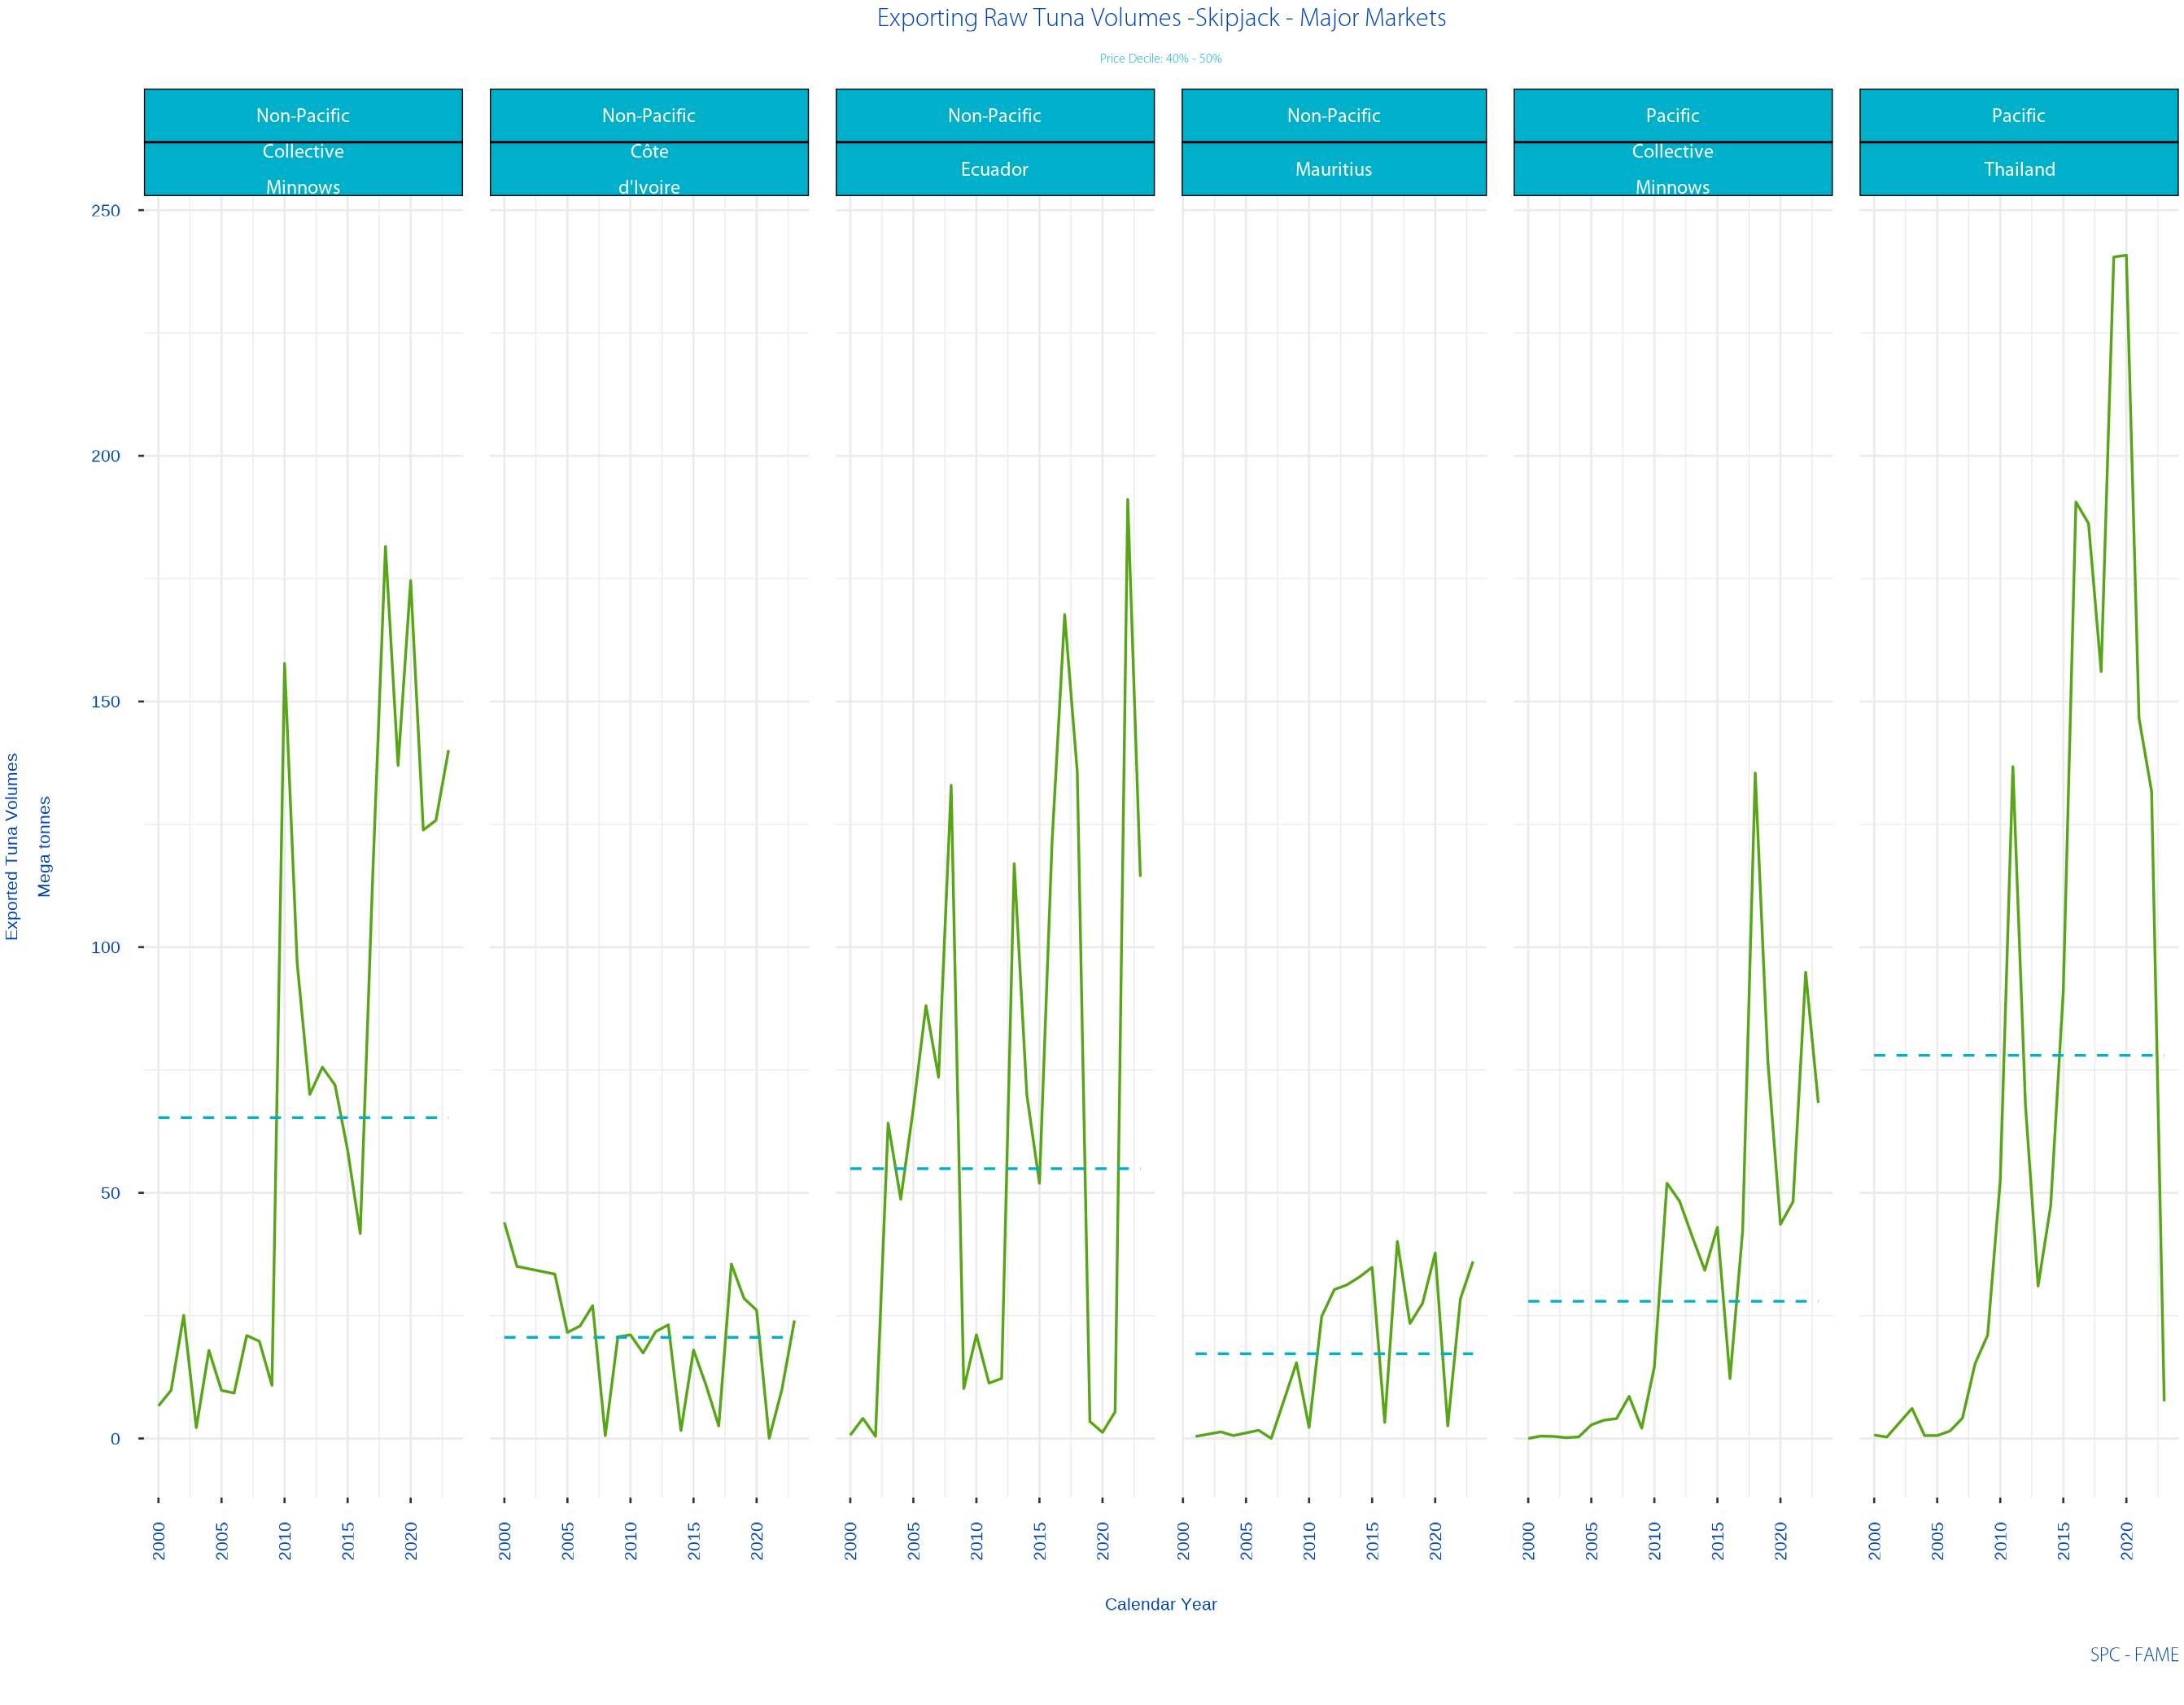 Exporting Raw Tuna Volumes -Skipjack - Major Markets
Price Decile: 40% - 50%
Non-Pacific
Non-Pacific
Non-Pacific
Non-Pacific
Pacific
Pacific
Collective
Minnows
Côte
d'Ivoire
Ecuador
Mauritius
Collective
Minnows
Thailand
Exported Tuna Volumes
Mega tonnes
250
200
150
100
50
0
2000 2005 2010 2015 2020
2000 2005 2010 2015 2020
2000 2005 2010 2015 2020
2000 2005 2010 2015 2020
2000 2005 2010 2015 2020
2000 2005 2010 2015 2020
Calendar Year
SPC - FAME